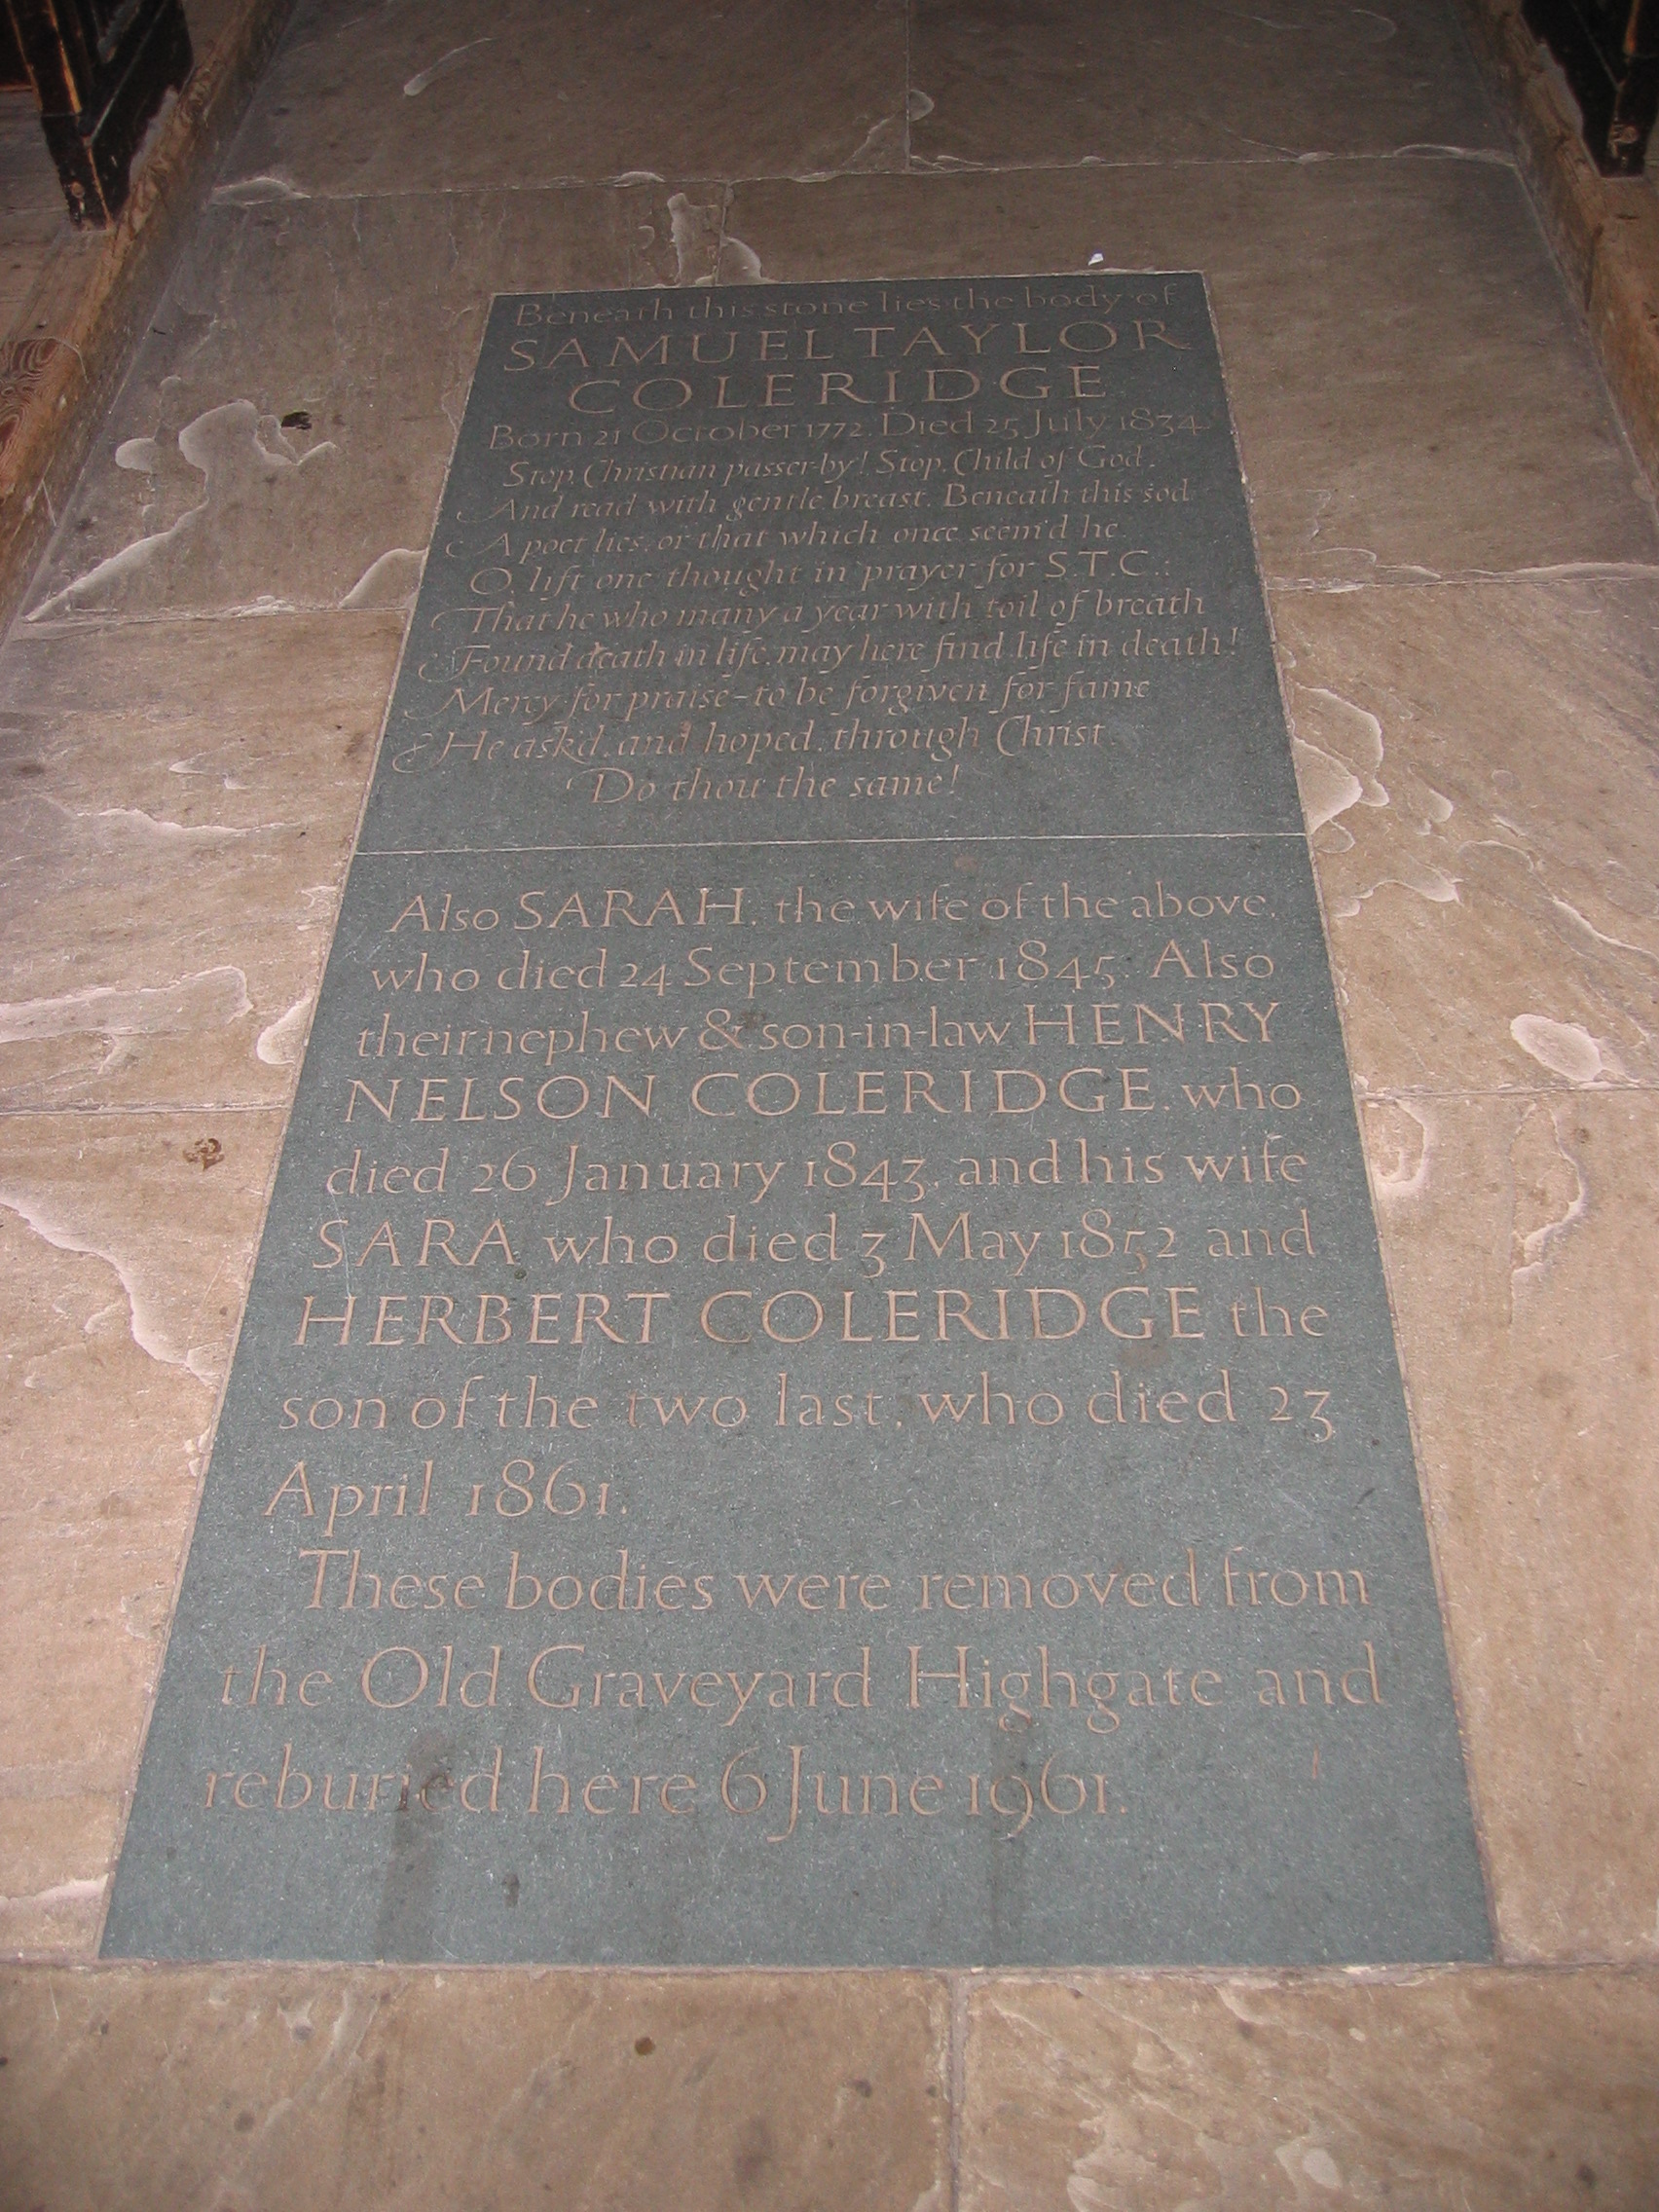 Beneath this stone lies the body of
SAMUEL TAYLOR
COLERIDGE
Born 21 October 1772. Died 25 July 1834.
Stop, Christian passer-by! Stop, Child of God,
And read with gentle breast. Beneath this sod
A poet lies, or that which once seem'd he.
O, lift one thought in prayer for S.T.C.;
That he who many a year with toil of breath
Found death in life, may here find life in death!
Mercy for praise - to be forgiven for fame
He ask'd, and hoped, through Christ.
Do thou the same!
Also SARAH, the wife of the above,
who died 24 September 1845. Also
their nephew & son-in-law HENRY
NELSON COLERIDGE, who
died 26 January 1843, and his wife
SARA who died 3 May 1852 and
HERBERT COLERIDGE the
son of the two last, who died 23
April 1861.
These bodies were removed from
the Old Graveyard Highgate and
reburied here 6 June 1961.